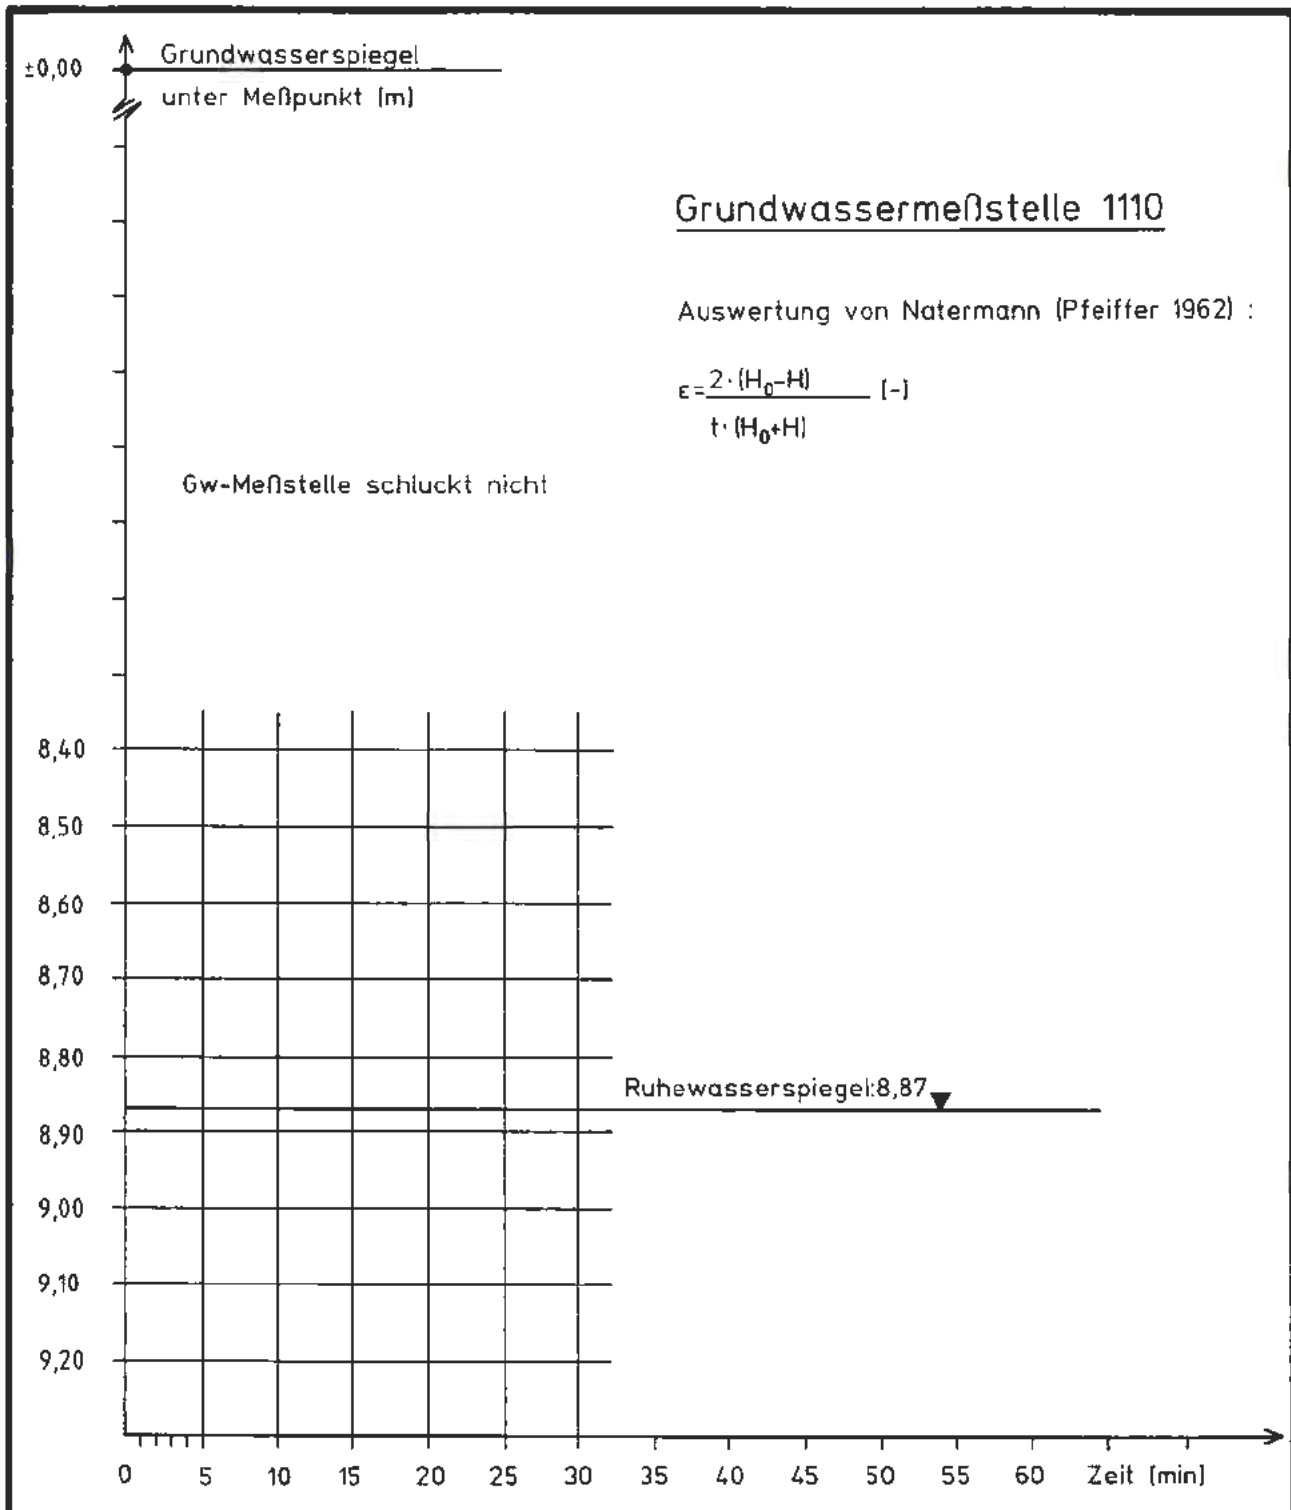 ±0,00
Grundwasserspiegel
unter Meßpunkt (m)
Grundwassermeßstelle 1110
Auswertung von Natermann (Pfeiffer 1962) :
ε = 2·(H₀-H) / t·(H₀+H) [-]
Gw-Meßstelle schluckt nicht
8,40
8,50
8,60
8,70
8,80
Ruhewasserspiegel:8,87
8,90
9,00
9,10
9,20
0 5 10 15 20 25 30 35 40 45 50 55 60 Zeit (min)